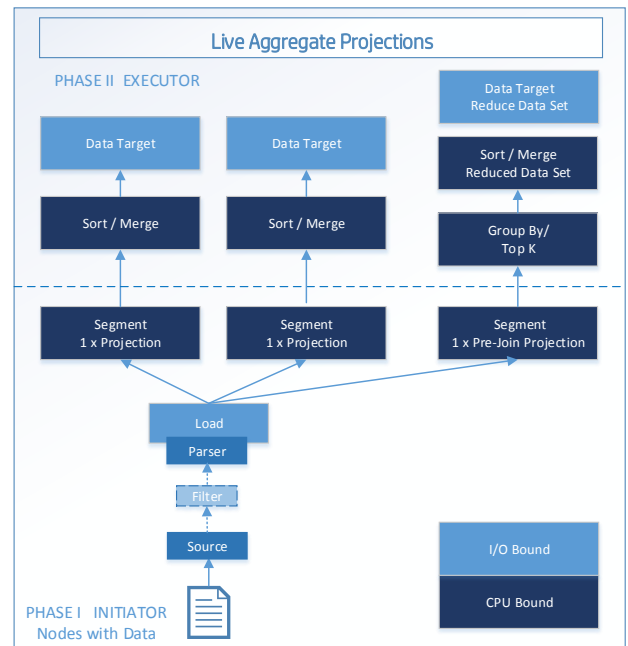 Live Aggregate Projections
PHASE II EXECUTOR
Data Target
Reduce Data Set
Data Target
Data Target
Sort / Merge
Reduced Data Set
Sort / Merge
Sort / Merge
Group By/
Top K
Segment
1 x Projection
Segment
1 x Projection
Segment
1 x Pre-Join Projection
Load
Parser
Filter
Source
I/O Bound
CPU Bound
PHASE I INITIATOR
Nodes with Data